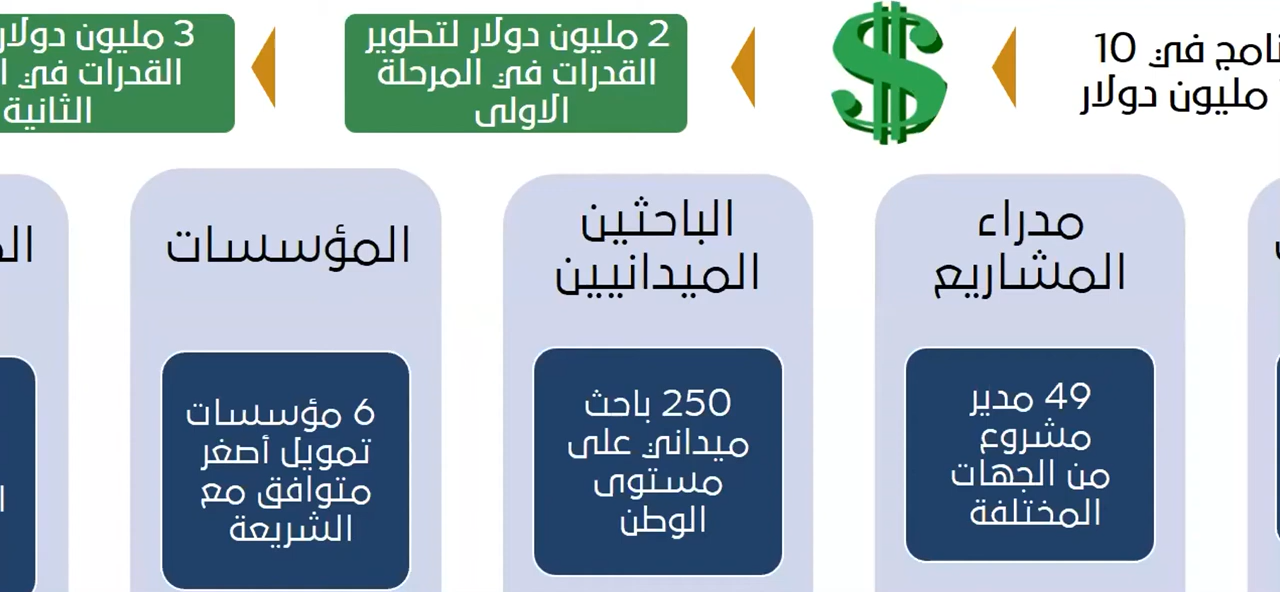 في 10
مليون دولار
2 مليون دولار لتطوير
القدرات في المرحلة
الاولى
3 مليون
القدرات في
الثانية
مدراء
المشاريع
49 مدير
مشروع
من الجهات
المختلفة
الباحثين
الميدانيين
250 باحث
ميداني على
مستوى
الوطن
المؤسسات
6 مؤسسات
تمويل أصغر
متوافق مع
الشريعة